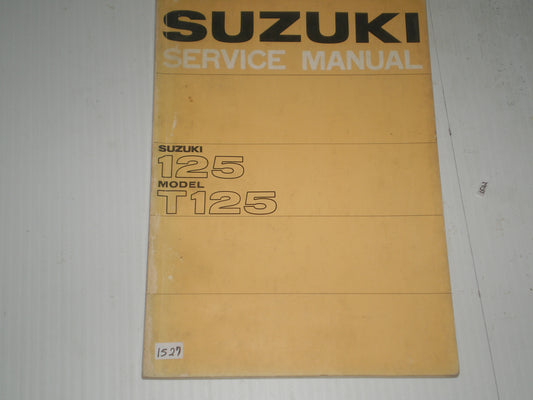 SUZUKI
SERVICE MANUAL
SUZUKI
125
MODEL
T125
1527